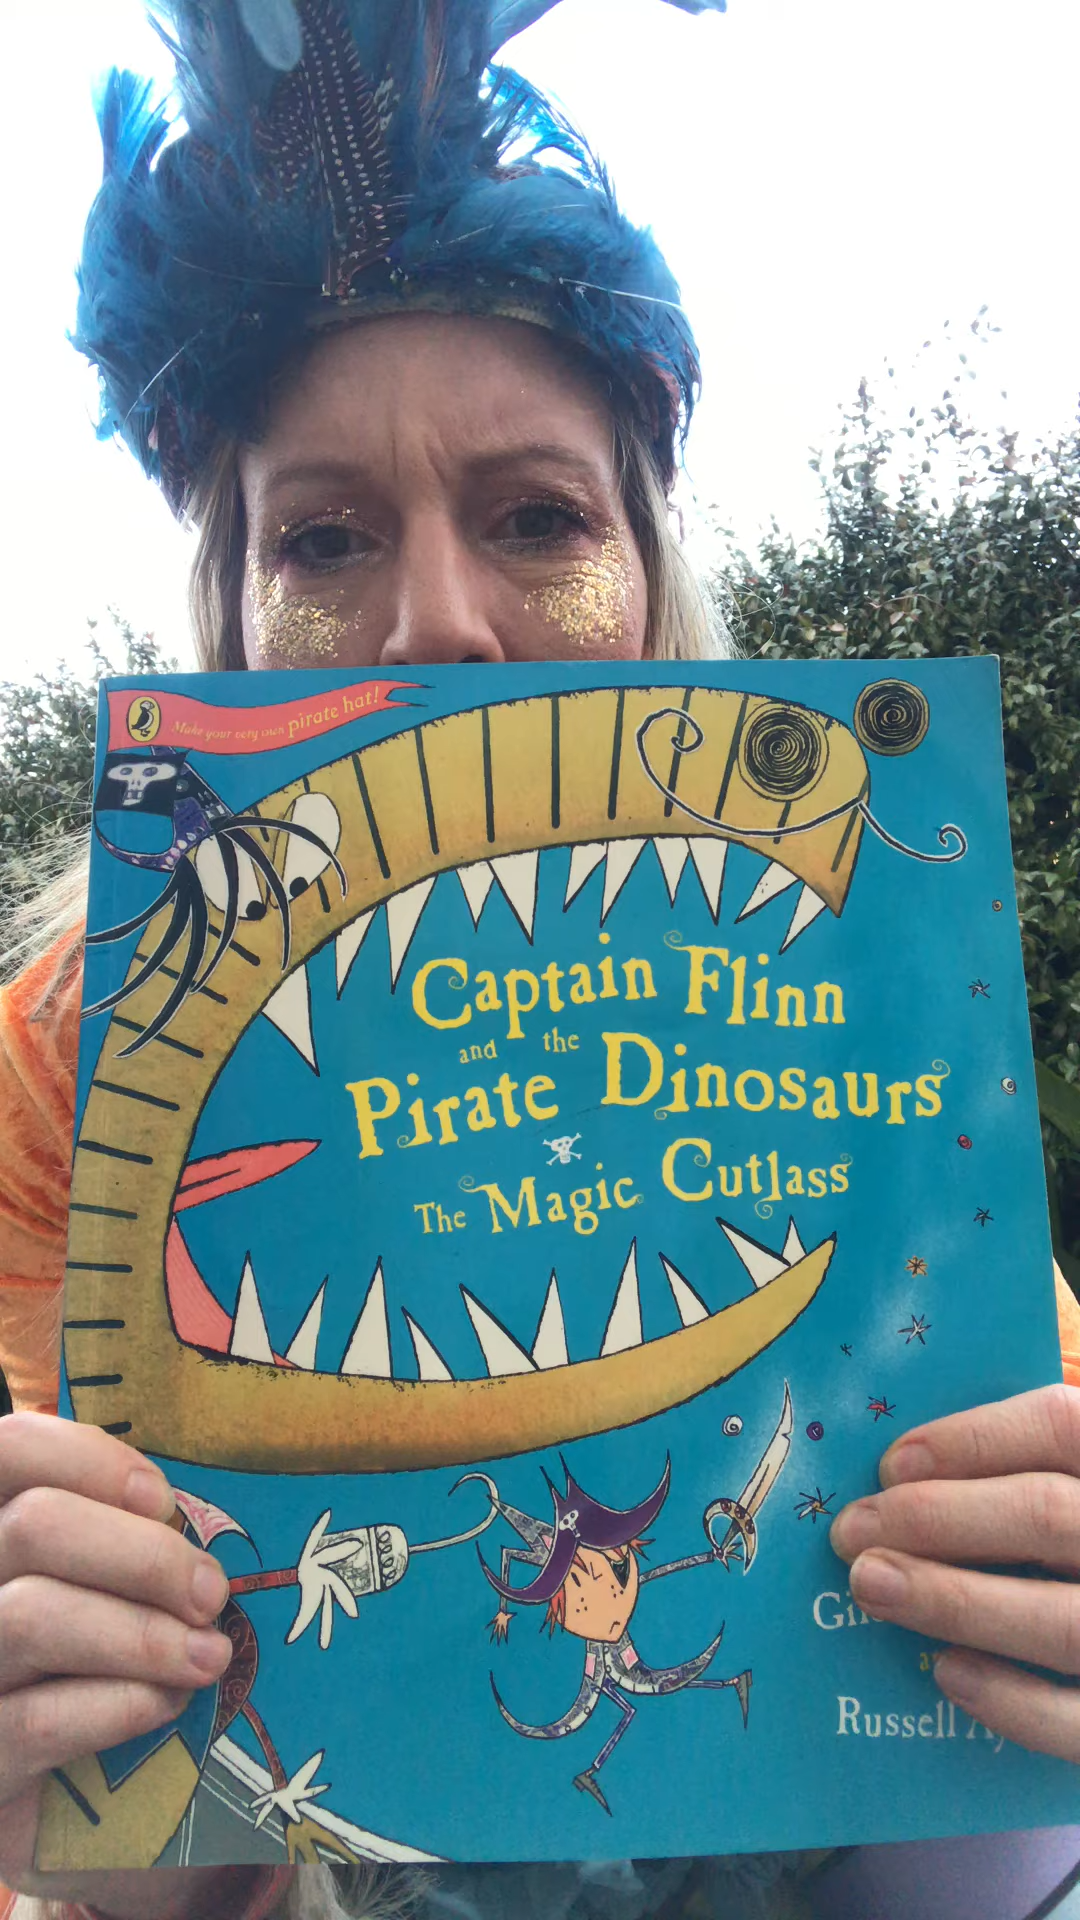 Make your very own pirate hat!
Captain Flinn
and the
Pirate Dinosaurs
The Magic Cutlass
Russell